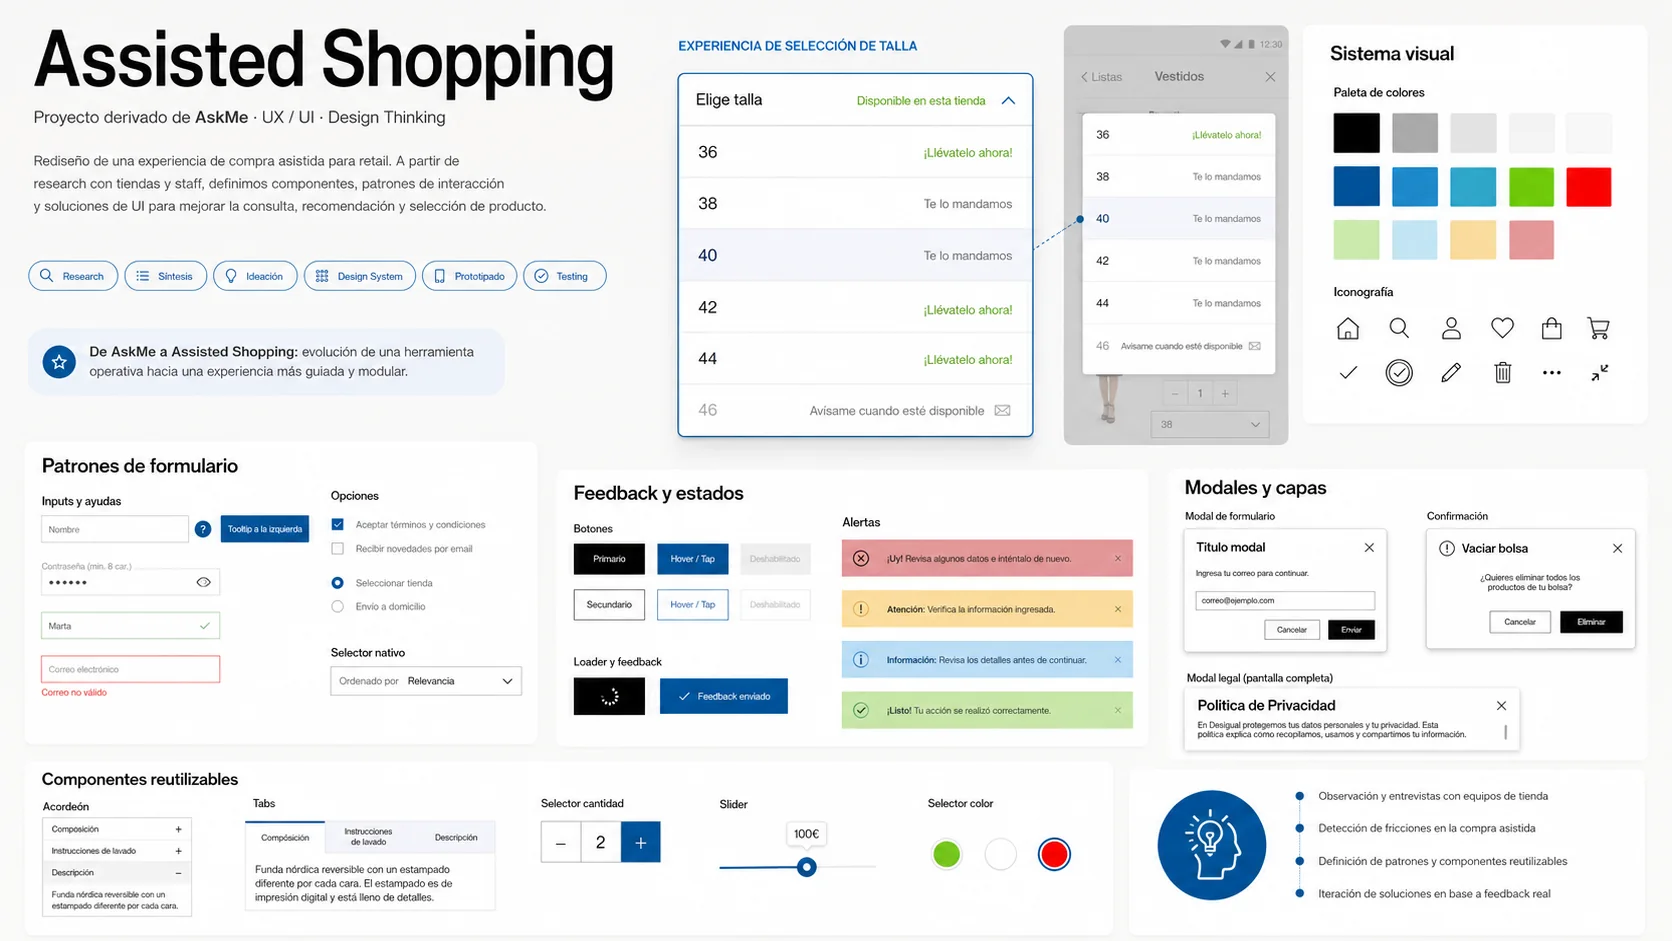 Assisted Shopping
Proyecto derivado de AskMe · UX / UI · Design Thinking
Rediseño de una experiencia de compra asistida para retail. A partir de
research con tiendas y staff, definimos componentes, patrones de interacción
y soluciones de UI para mejorar la consulta, recomendación y selección de producto.
Research
Síntesis
Ideación
Design System
Prototipado
Testing
De AskMe a Assisted Shopping: evolución de una herramienta
operativa hacia una experiencia más guiada y modular.
EXPERIENCIA DE SELECCIÓN DE TALLA
Elige talla Disponible en esta tienda
36 ¡Llévatelo ahora!
38 Te lo mandamos
40 Te lo mandamos
42 ¡Llévatelo ahora!
44 ¡Llévatelo ahora!
46 Avísame cuando esté disponible
12.30
Listas Vestidos
36 ¡Llévatelo ahora!
38 Te lo mandamos
40 Te lo mandamos
42 Te lo mandamos
44 Te lo mandamos
46 Avísame cuando esté disponible
− 1 +
38
Sistema visual
Paleta de colores
Iconografía
Patrones de formulario
Inputs y ayudas
Nombre
?
Tooltip a la izquierda
Contraseña (mín. 8 car.)
Marta
Correo electrónico
Correo no válido
Opciones
Aceptar términos y condiciones
Recibir novedades por email
Seleccionar tienda
Envío a domicilio
Selector nativo
Ordenado por Relevancia
Feedback y estados
Botones
Primario
Hover / Tap
Deshabilitado
Secundario
Hover / Tap
Deshabilitado
Loader y feedback
Feedback enviado
Alertas
¡Uy! Revisa algunos datos e inténtalo de nuevo.
Atención: Verifica la información ingresada.
Información: Revisa los detalles antes de continuar.
¡Listo! Tu acción se realizó correctamente.
Modales y capas
Modal de formulario
Titulo modal
Ingresa tu correo para continuar.
correo@ejemplo.com
Cancelar
Enviar
Confirmación
Vaciar bolsa
¿Quieres eliminar todos los
productos de tu bolsa?
Cancelar
Eliminar
Modal legal (pantalla completa)
Politica de Privacidad
En Desigual protegemos tus datos personales y tu privacidad. Esta
política explica cómo recopilamos, usamos y compartimos tu información.
Componentes reutilizables
Acordeón
Composición +
Instrucciones de lavado +
Descripción −
Funda nórdica reversible con un
estampado diferente por cada cara.
Tabs
Composición
Instrucciones
de lavado
Descripción
Funda nórdica reversible con un estampado
diferente por cada cara. El estampado es de
impresión digital y está lleno de detalles.
Selector cantidad
− 2 +
Slider
100€
Selector color
Observación y entrevistas con equipos de tienda
Detección de fricciones en la compra asistida
Definición de patrones y componentes reutilizables
Iteración de soluciones en base a feedback real